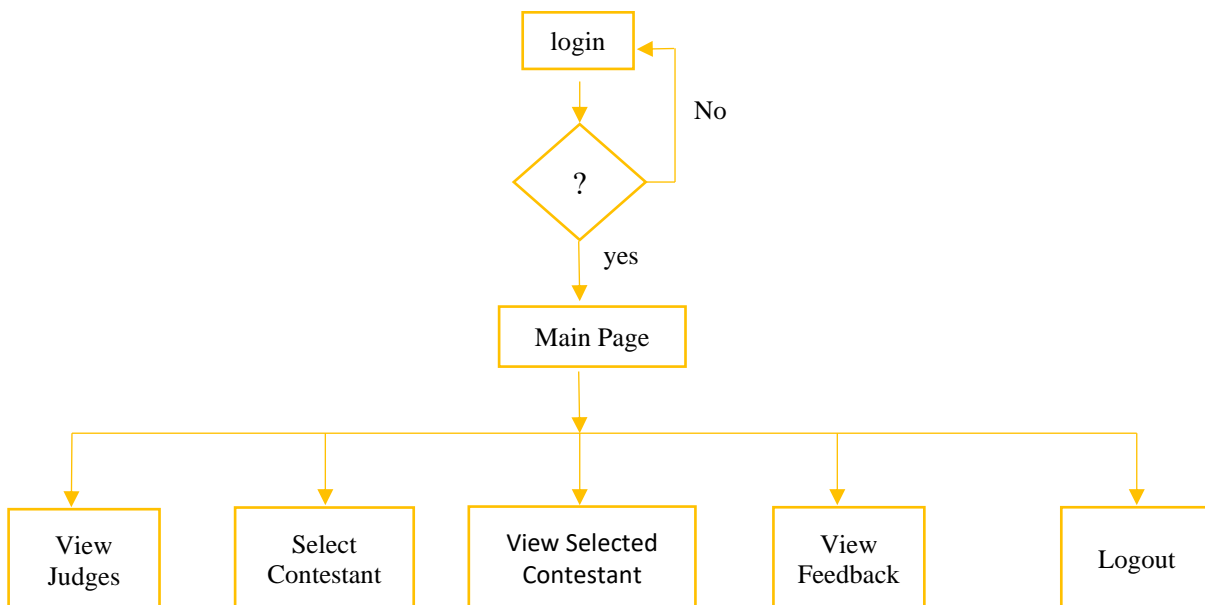 login
No
?
yes
Main Page
View
Judges
Select
Contestant
View Selected
Contestant
View
Feedback
Logout